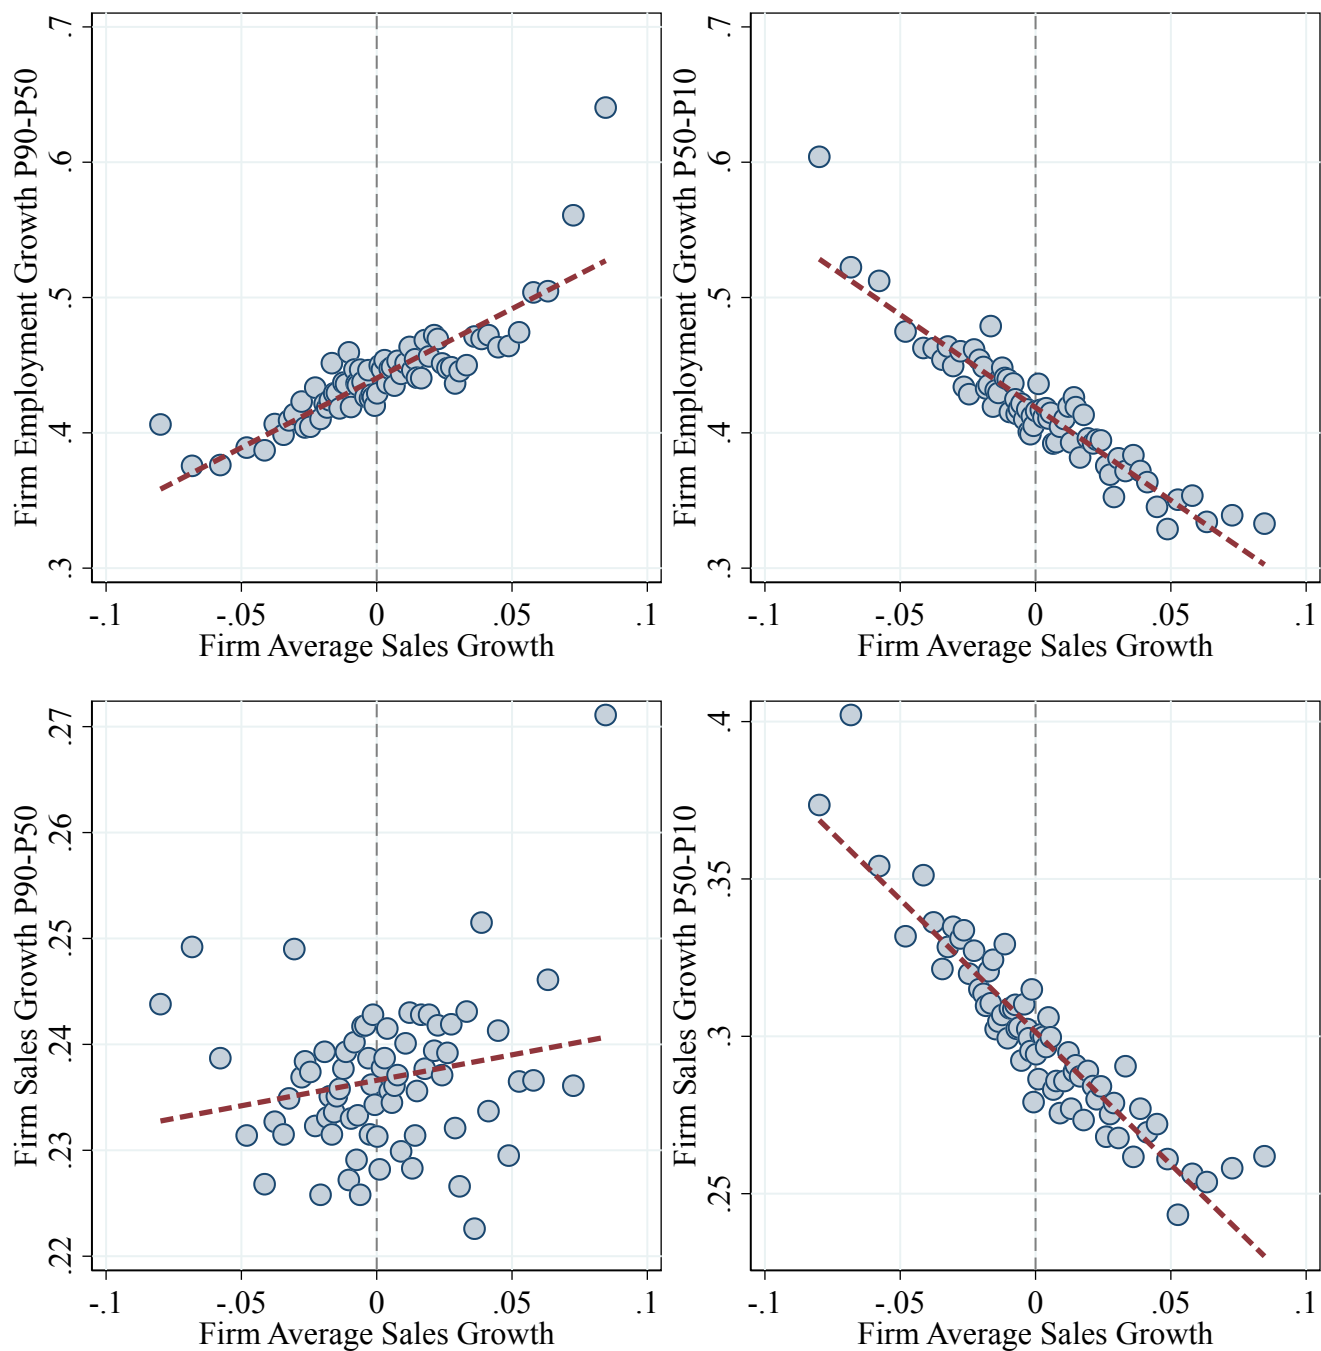 Firm Employment Growth P90-P50
.7
.6
.5
.4
.3
-.1 -.05 0 .05 .1
Firm Average Sales Growth
Firm Employment Growth P50-P10
.7
.6
.5
.4
.3
-.1 -.05 0 .05 .1
Firm Average Sales Growth
Firm Sales Growth P90-P50
.27
.26
.25
.24
.23
.22
-.1 -.05 0 .05 .1
Firm Average Sales Growth
Firm Sales Growth P50-P10
.4
.35
.3
.25
-.1 -.05 0 .05 .1
Firm Average Sales Growth